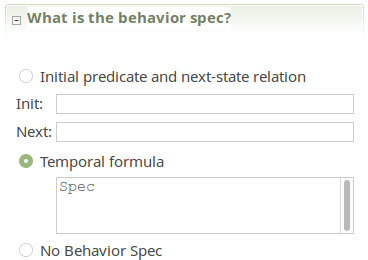 What is the behavior spec?
Initial predicate and next-state relation
Init:
Next:
Temporal formula
Spec
No Behavior Spec